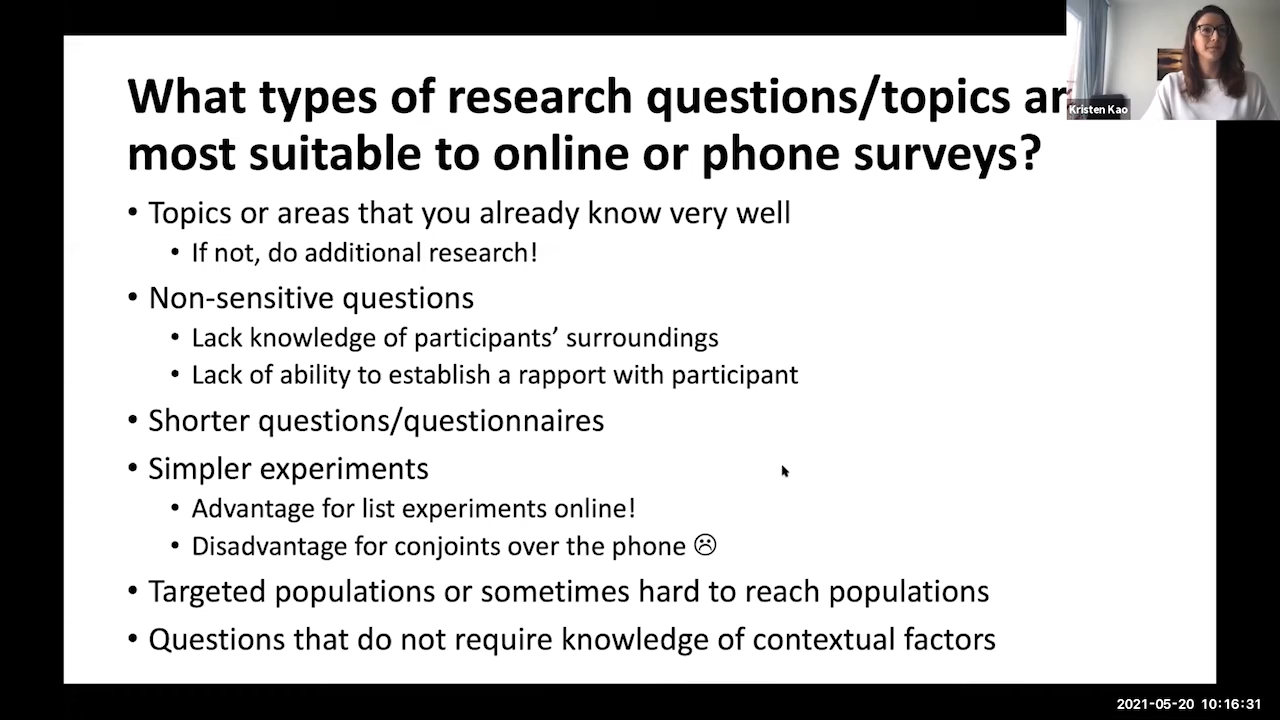 What types of research questions/topics ar
most suitable to online or phone surveys?
• Topics or areas that you already know very well
• If not, do additional research!
• Non-sensitive questions
• Lack knowledge of participants’ surroundings
• Lack of ability to establish a rapport with participant
• Shorter questions/questionnaires
• Simpler experiments
• Advantage for list experiments online!
• Disadvantage for conjoints over the phone ☹
• Targeted populations or sometimes hard to reach populations
• Questions that do not require knowledge of contextual factors
Kristen Kao
2021-05-20 10:16:31